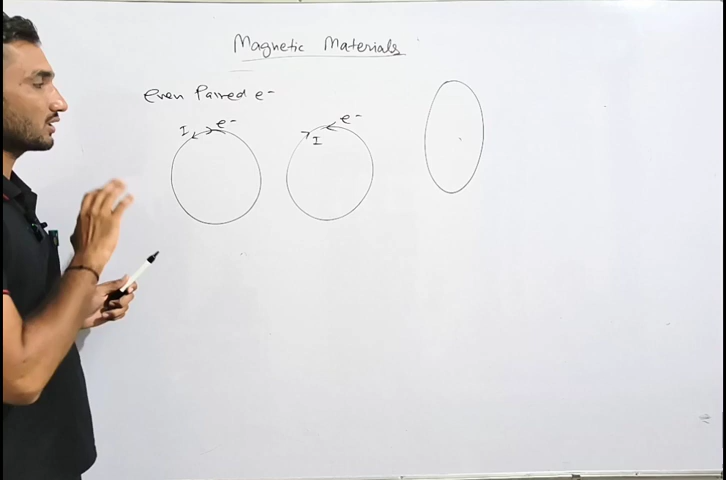 Magnetic Materials
even Paired e-
I e-
I e-